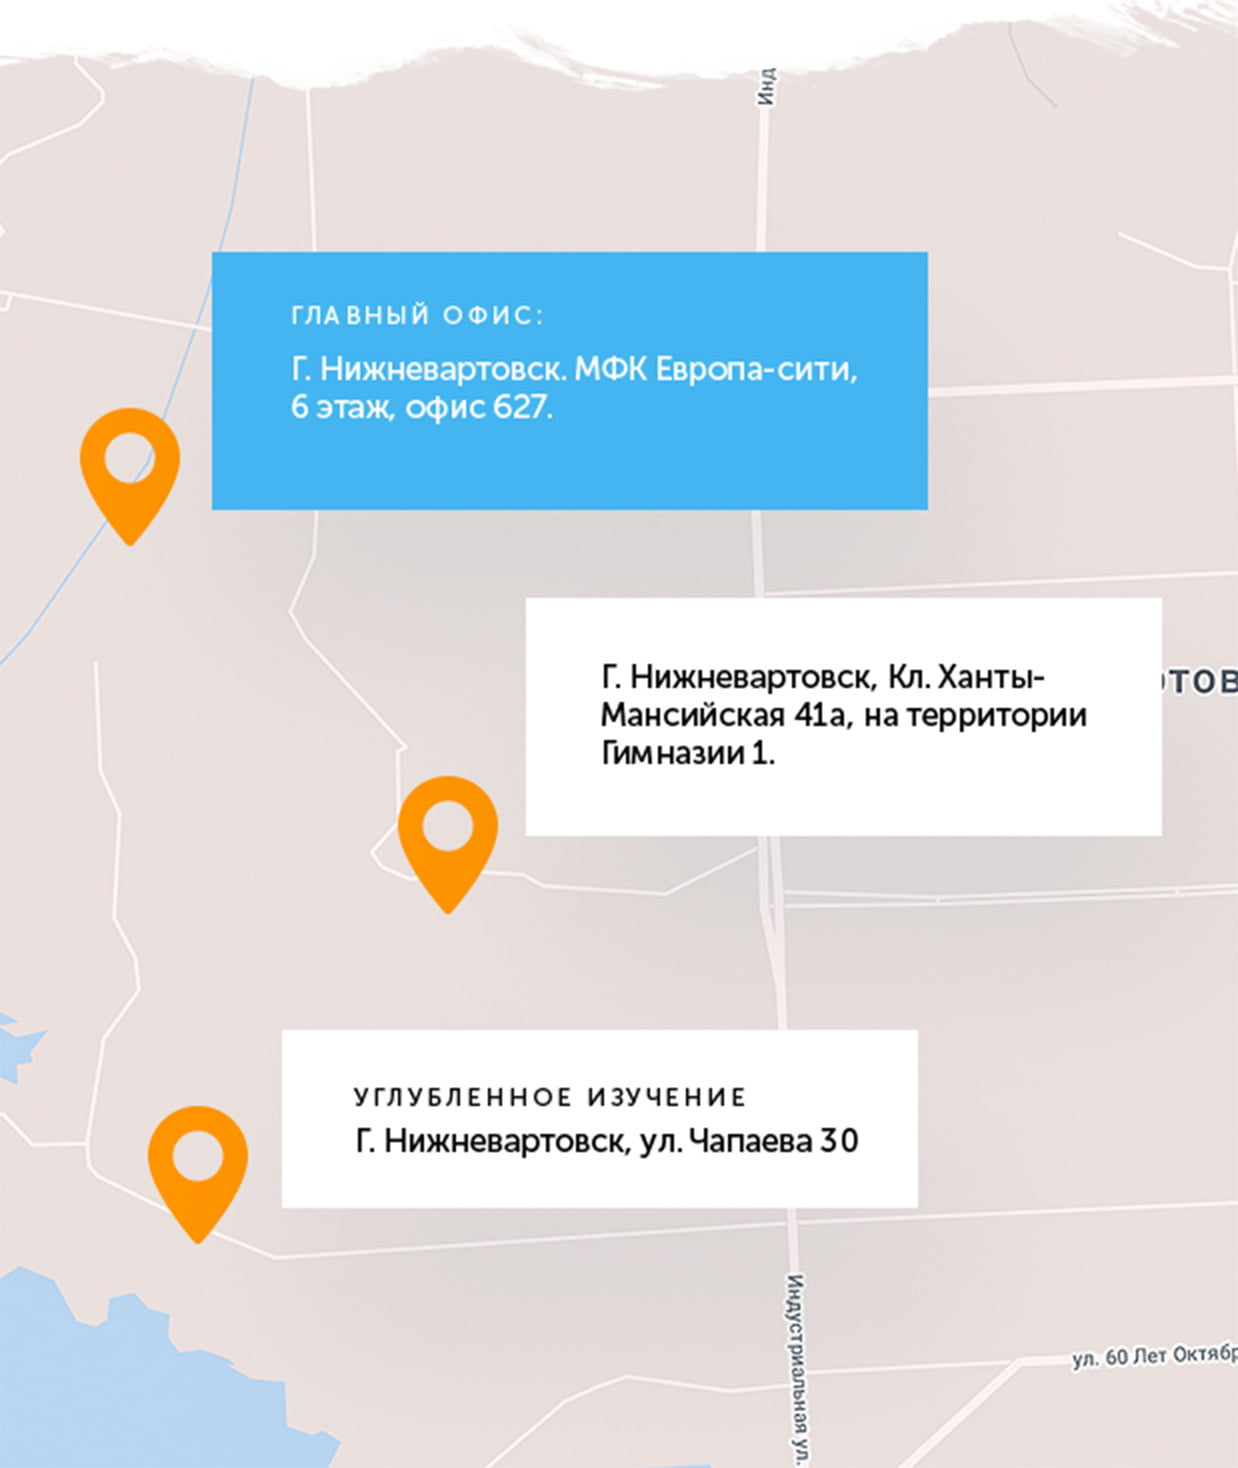 Инд
ГЛАВНЫЙ ОФИС:
Г. Нижневартовск. МФК Европа-сити,
6 этаж, офис 627.
Г. Нижневартовск, Кл. Ханты-
Мансийская 41а, на территории
Гимназии 1.
тов
УГЛУБЛЕННОЕ ИЗУЧЕНИЕ
Г. Нижневартовск, ул. Чапаева 30
Индустриальная ул.
ул. 60 Лет Октябр